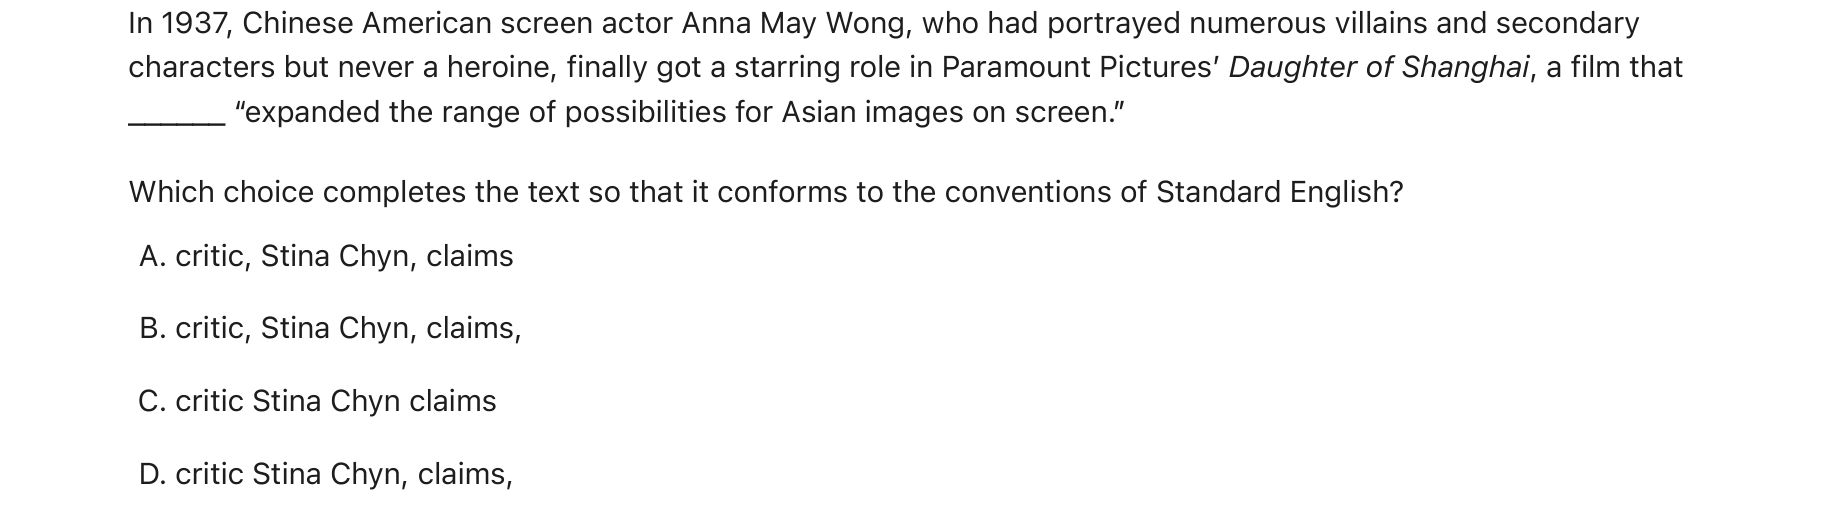 In 1937, Chinese American screen actor Anna May Wong, who had portrayed numerous villains and secondary
characters but never a heroine, finally got a starring role in Paramount Pictures’ Daughter of Shanghai, a film that
______ “expanded the range of possibilities for Asian images on screen.”
Which choice completes the text so that it conforms to the conventions of Standard English?
A. critic, Stina Chyn, claims
B. critic, Stina Chyn, claims,
C. critic Stina Chyn claims
D. critic Stina Chyn, claims,